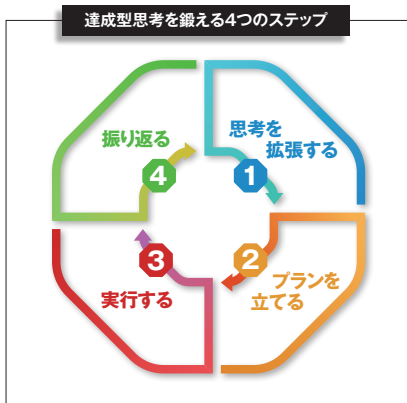 達成型思考を鍛える4つのステップ
思考を
拡張する
1
2
プランを
立てる
3
実行する
振り返る
4